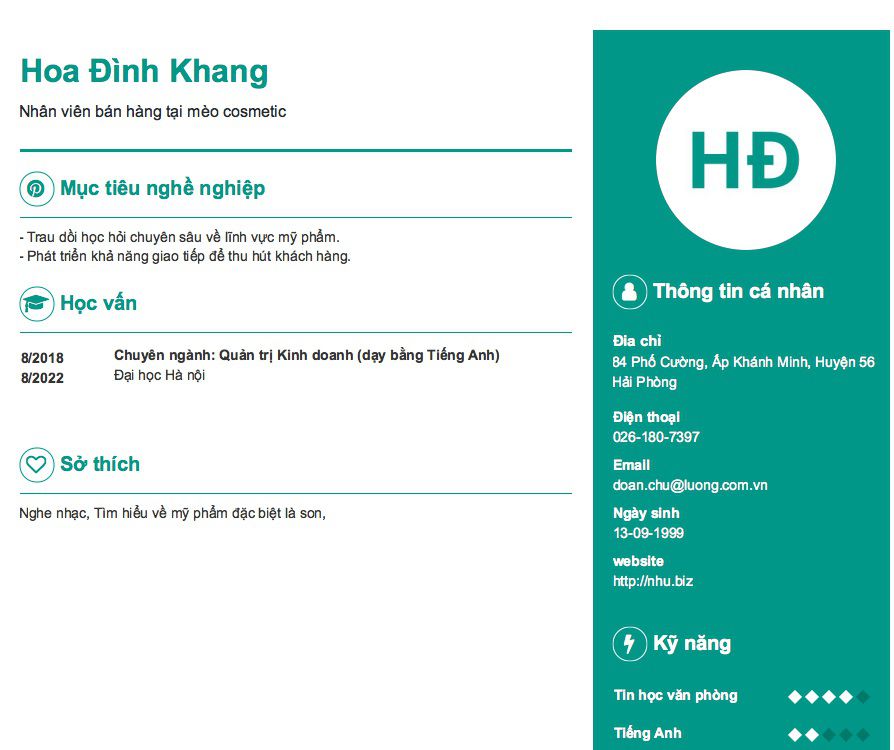 Hoa Đình Khang
Nhân viên bán hàng tại mèo cosmetic
Mục tiêu nghề nghiệp
- Trau dồi học hỏi chuyên sâu về lĩnh vực mỹ phẩm.
- Phát triển khả năng giao tiếp để thu hút khách hàng.
Học vấn
8/2018
8/2022
Chuyên ngành: Quản trị Kinh doanh (dạy bằng Tiếng Anh)
Đại học Hà nội
Sở thích
Nghe nhạc, Tìm hiểu về mỹ phẩm đặc biệt là son,
HĐ
Thông tin cá nhân
Đia chỉ
84 Phố Cường, Ấp Khánh Minh, Huyện 56
Hải Phòng
Điện thoại
026-180-7397
Email
doan.chu@luong.com.vn
Ngày sinh
13-09-1999
website
http://nhu.biz
Kỹ năng
Tin học văn phòng
Tiếng Anh